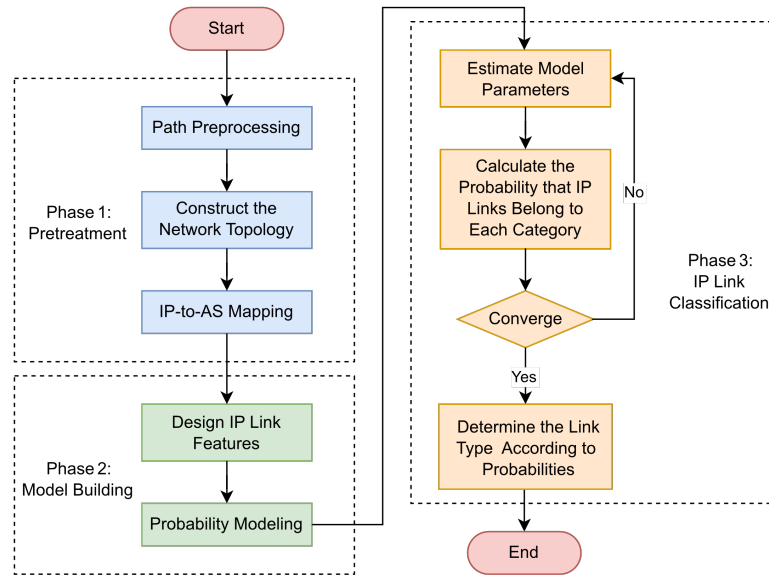 Start
Phase 1:
Pretreatment
Path Preprocessing
Construct the
Network Topology
IP-to-AS Mapping
Phase 2:
Model Building
Design IP Link
Features
Probability Modeling
Estimate Model
Parameters
Calculate the
Probability that IP
Links Belong to
Each Category
No
Converge
Yes
Phase 3:
IP Link
Classification
Determine the Link
Type According to
Probabilities
End